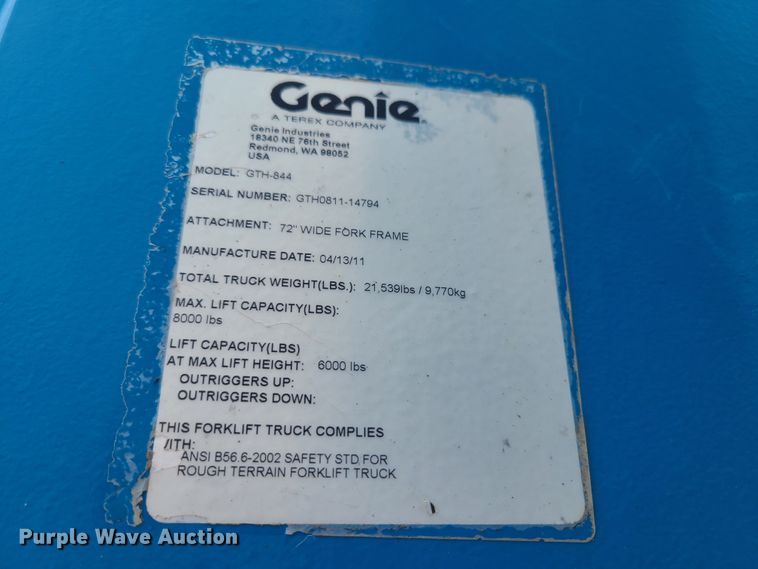 Genie
A TEREX COMPANY
Genie Industries
18340 NE 76th Street
Redmond, WA 98052
USA
MODEL: GTH-844
SERIAL NUMBER: GTH0811-14794
ATTACHMENT: 72" WIDE FORK FRAME
MANUFACTURE DATE: 04/13/11
TOTAL TRUCK WEIGHT(LBS.): 21,539lbs / 9,770kg
MAX. LIFT CAPACITY(LBS):
8000 lbs
LIFT CAPACITY(LBS)
AT MAX LIFT HEIGHT: 6000 lbs
OUTRIGGERS UP:
OUTRIGGERS DOWN:
THIS FORKLIFT TRUCK COMPLIES
WITH:
ANSI B56.6-2002 SAFETY STD FOR
ROUGH TERRAIN FORKLIFT TRUCK
Purple Wave Auction